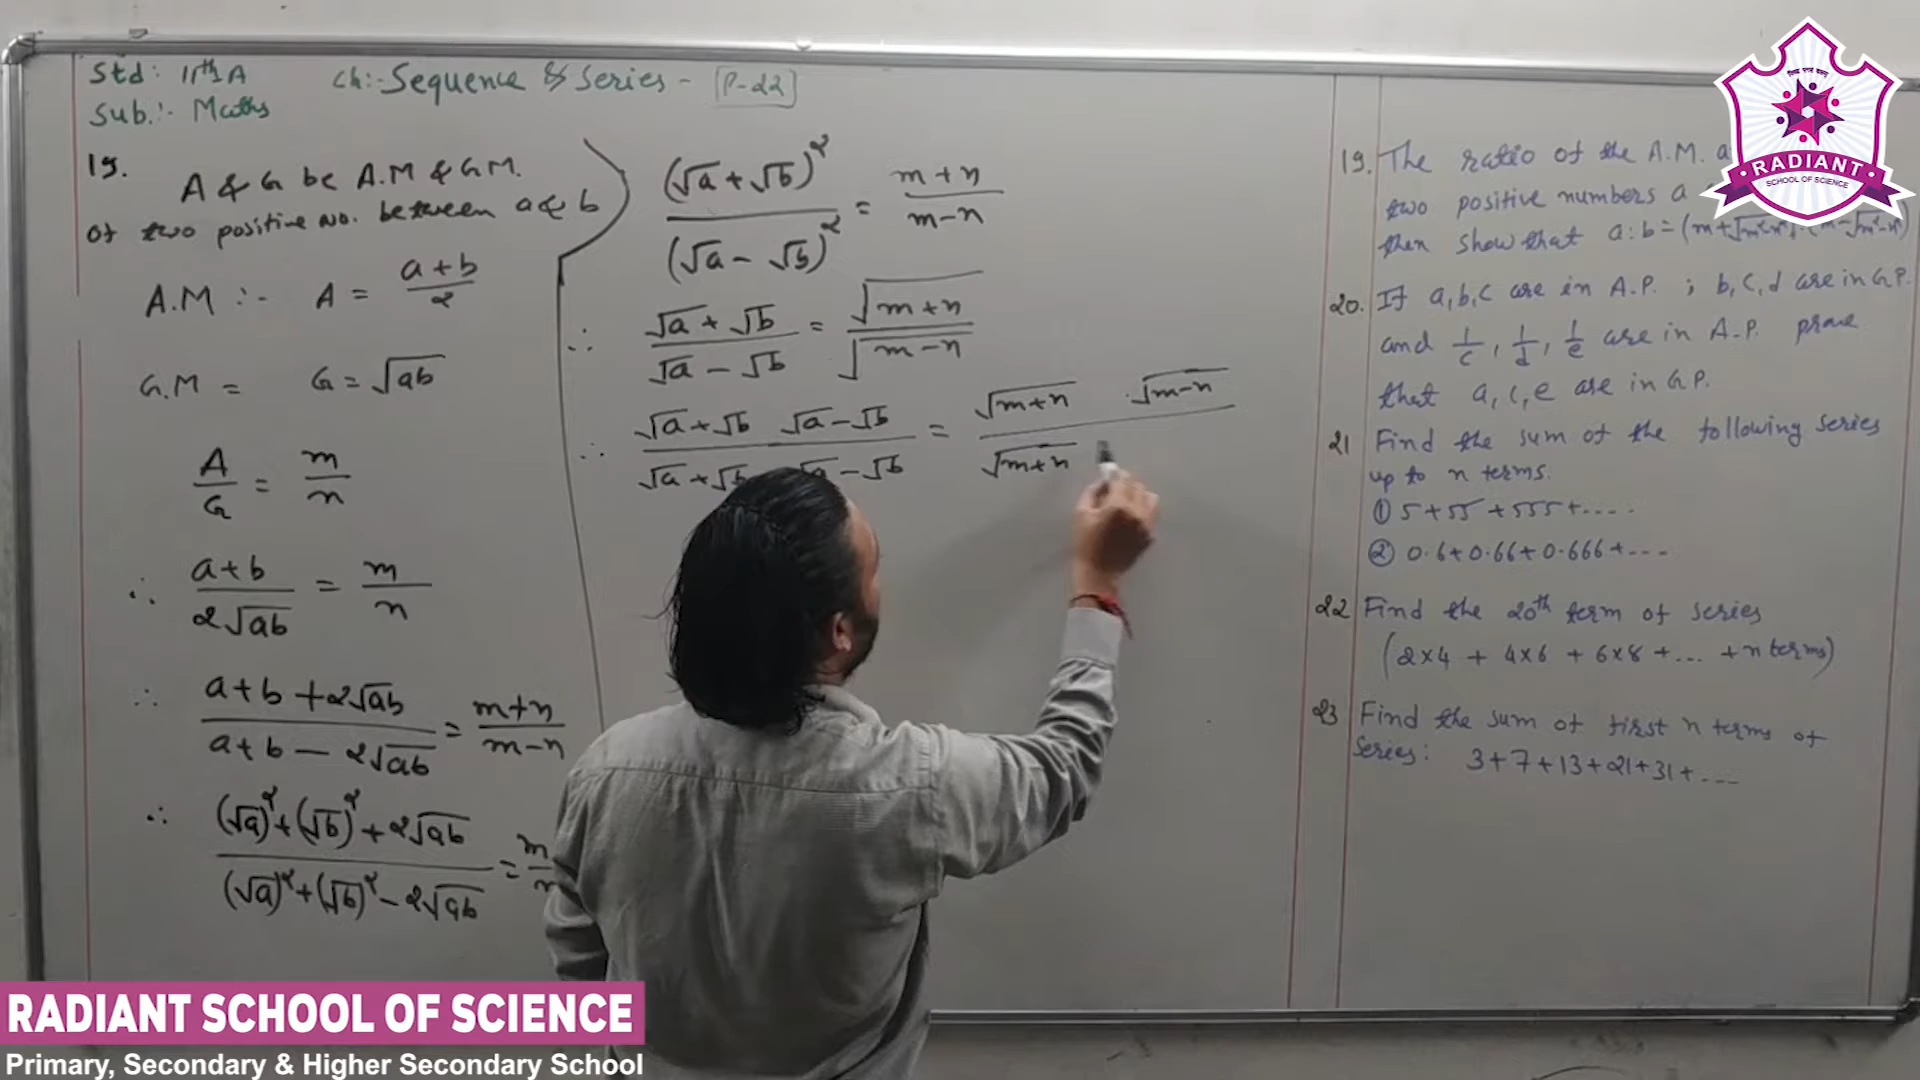 Std: 11th A
Sub.:- Maths
Ch:- Sequence & Series - [P-22]
19.
A & G be A.M & G.M.
of two positive no. between a & b
A.M :- A = a+b/2
G.M = G = √ab
A/G = m/n
∴ a+b/2√ab = m/n
∴ a+b+2√ab/a+b-2√ab = m+n/m-n
∴ (√a)²+(√b)²+2√ab/(√a)²+(√b)²-2√ab = m/n
(√a+√b)²/(√a-√b)² = m+n/m-n
∴ √a+√b/√a-√b = √m+n/√m-n
∴ √a+√b √a-√b/√a+√b √a-√b = √m+n √m-n/√m+n
19. The ratio of the A.M. a
two positive numbers a
then show that a:b = (m+√m²-n²):(m-√m²-n²)
20. If a,b,c are in A.P. ; b,c,d are in G.P.
and 1/c, 1/d, 1/e are in A.P. prove
that a,c,e are in G.P.
21 Find the sum of the following series
up to n terms.
① 5+55+555+....
② 0.6+0.66+0.666+---
22 Find the 20th term of series
(2×4 + 4×6 + 6×8 +... + n terms)
23 Find the sum of first n terms of
series: 3+7+13+21+31+---
RADIANT
SCHOOL OF SCIENCE
RADIANT SCHOOL OF SCIENCE
Primary, Secondary & Higher Secondary School